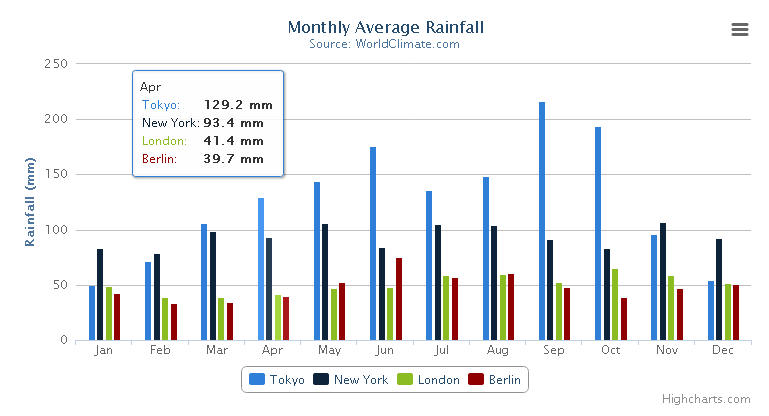 Monthly Average Rainfall
Source: WorldClimate.com
Rainfall (mm)
250
200
150
100
50
0
Apr
Tokyo: 129.2 mm
New York: 93.4 mm
London: 41.4 mm
Berlin: 39.7 mm
Jan Feb Mar Apr May Jun Jul Aug Sep Oct Nov Dec
Tokyo New York London Berlin
Highcharts.com